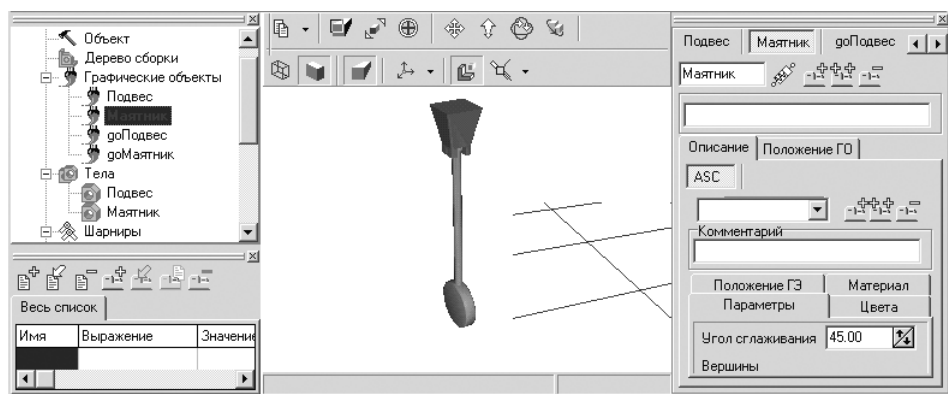 Объект
Дерево сборки
Графические объекты
Подвес
Маятник
goПодвес
goМаятник
Тела
Подвес
Маятник
Шарниры
Весь список
Имя Выражение Значение
Подвес Маятник goПодвес
Маятник
Описание Положение ГО
ASC
Комментарий
Положение ГЭ Материал
Параметры Цвета
Угол сглаживания 45.00
Вершины